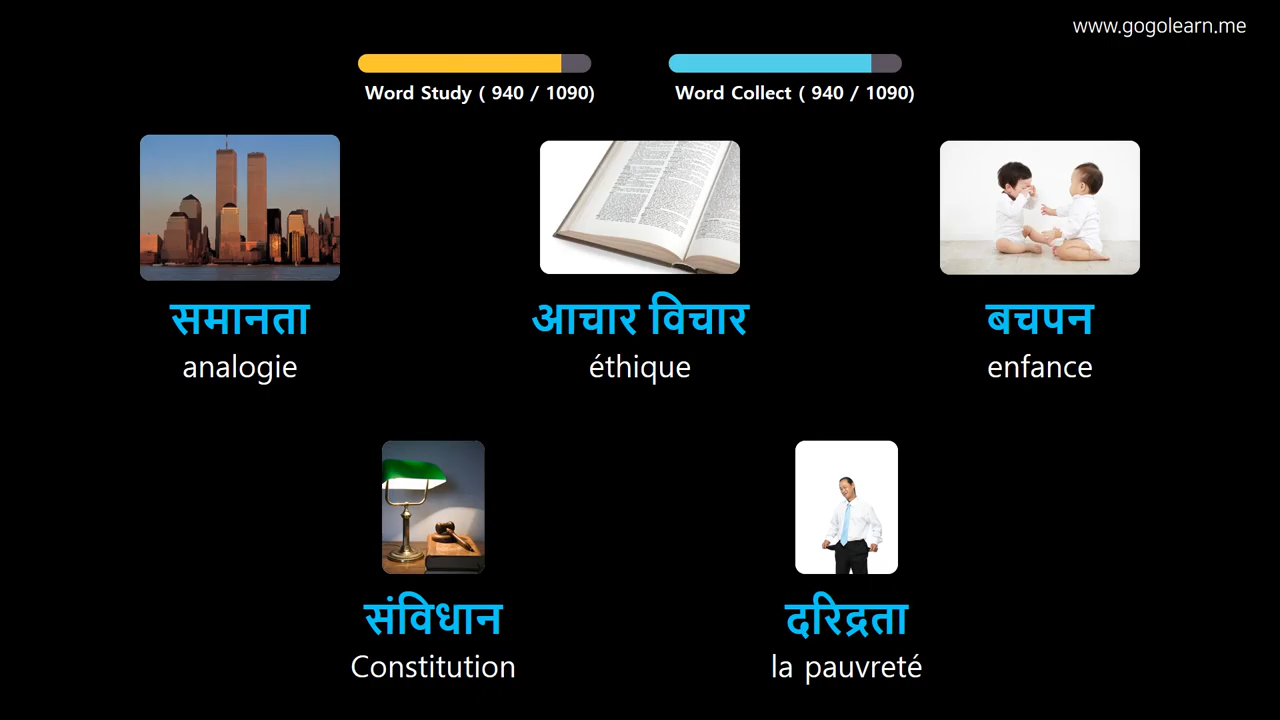 www.gogolearn.me
Word Study ( 940 / 1090)
Word Collect ( 940 / 1090)
समानता
analogie
आचार विचार
éthique
बचपन
enfance
संविधान
Constitution
दरिद्रता
la pauvreté